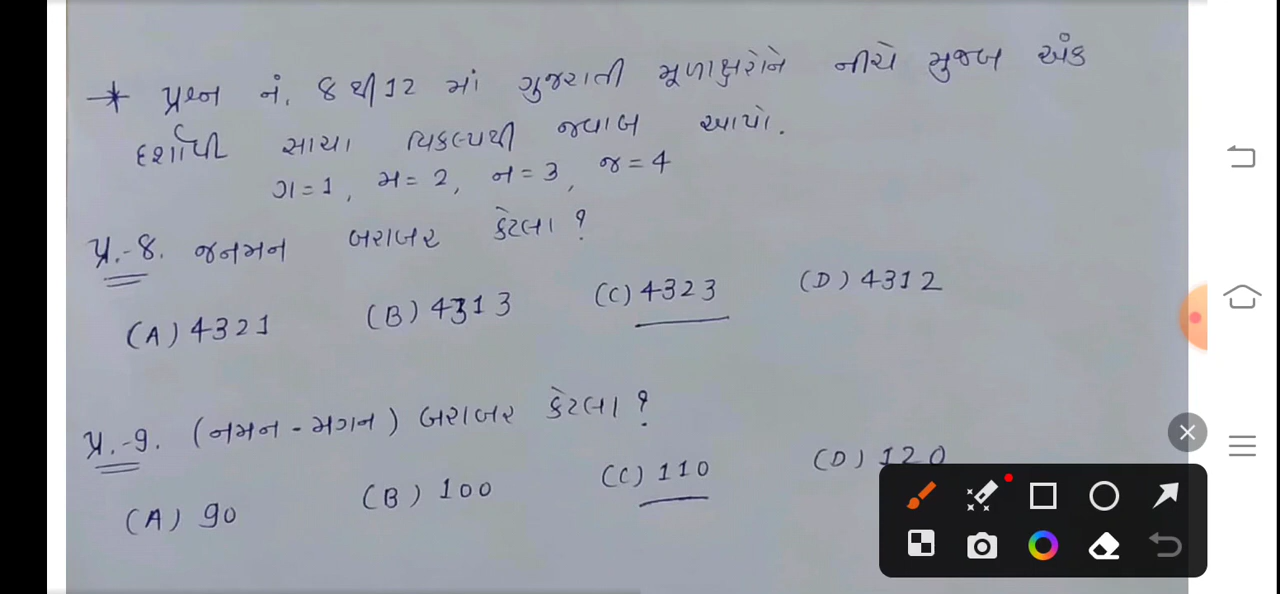 * પ્રશ્ન નં. 8 થી 12 માં ગુજરાતી મૂળાક્ષરોને નીચે મુજબ અંક
દર્શાવી સાચા વિકલ્પથી જવાબ આપો.
ગ = 1, મ = 2, ન = 3, જ = 4
પ્ર.-8. જનમન બરાબર કેટલા ?
(A) 4321 (B) 4313 (C) 4323 (D) 4312
પ્ર.-9. (નમન - મગન) બરાબર કેટલા ?
(A) 90 (B) 100 (C) 110 (D) 120